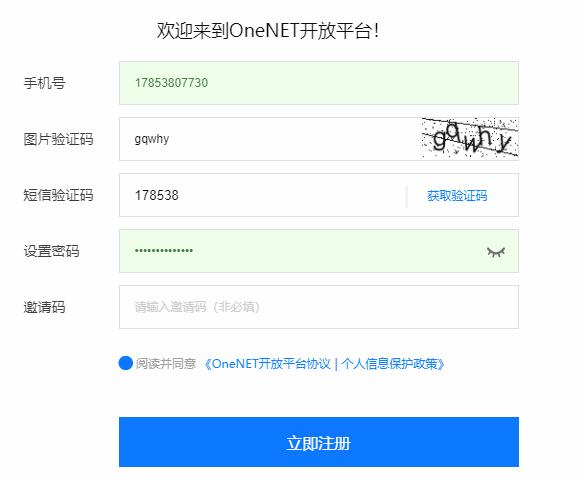 欢迎来到OneNET开放平台！
手机号 17853807730
图片验证码 gqwhy gqwhy
短信验证码 178538 获取验证码
设置密码 ••••••••••••••
邀请码 请输入邀请码（非必填）
阅读并同意 《OneNET开放平台协议 | 个人信息保护政策》
立即注册